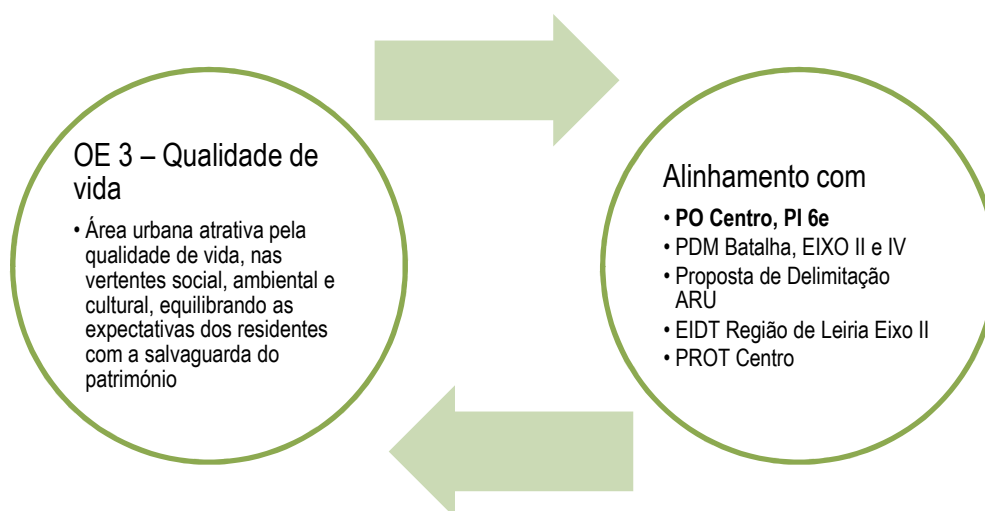 OE 3 – Qualidade de
vida
• Área urbana atrativa pela
qualidade de vida, nas
vertentes social, ambiental e
cultural, equilibrando as
expectativas dos residentes
com a salvaguarda do
património
Alinhamento com
• PO Centro, PI 6e
• PDM Batalha, EIXO II e IV
• Proposta de Delimitação
ARU
• EIDT Região de Leiria Eixo II
• PROT Centro